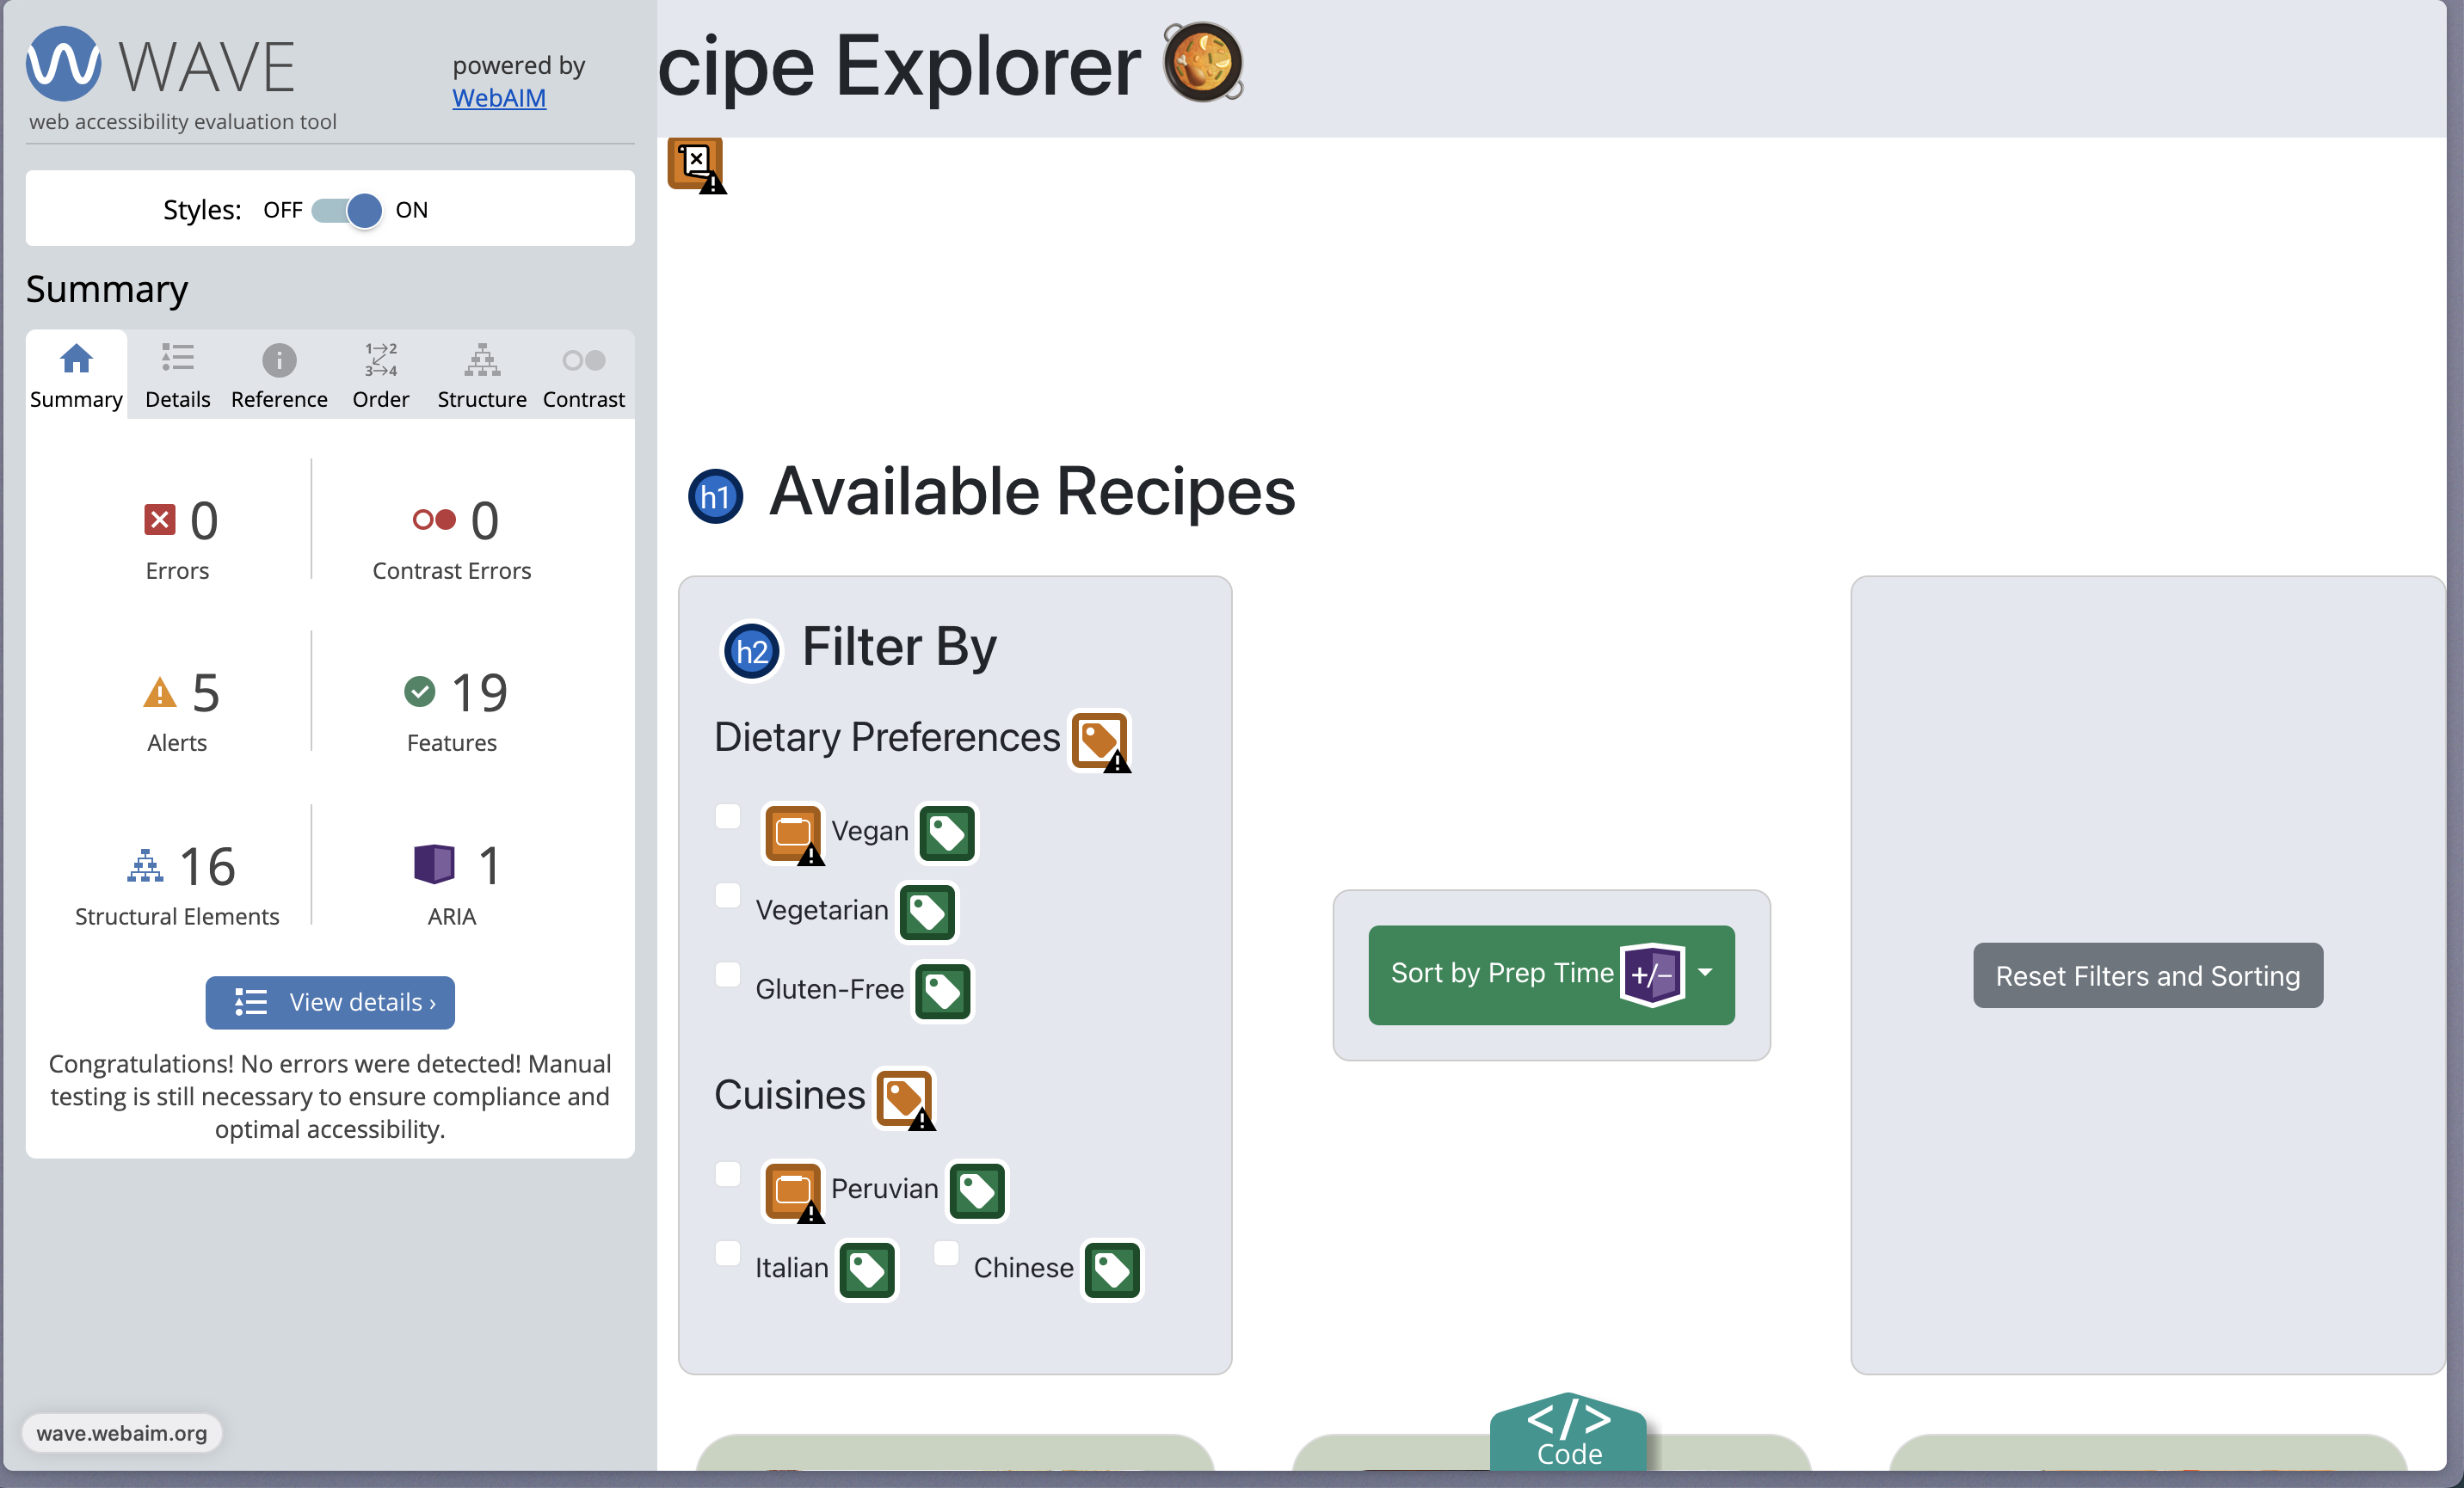 WAVE
powered by
WebAIM
web accessibility evaluation tool
Styles: OFF ON
Summary
Summary Details Reference Order Structure Contrast
1→2
3→4
0
Errors
0
Contrast Errors
5
Alerts
19
Features
16
Structural Elements
1
ARIA
View details ›
Congratulations! No errors were detected! Manual
testing is still necessary to ensure compliance and
optimal accessibility.
wave.webaim.org
cipe Explorer
h1 Available Recipes
h2 Filter By
Dietary Preferences
Vegan
Vegetarian
Gluten-Free
Cuisines
Peruvian
Italian Chinese
Sort by Prep Time +/-
Reset Filters and Sorting
</>
Code